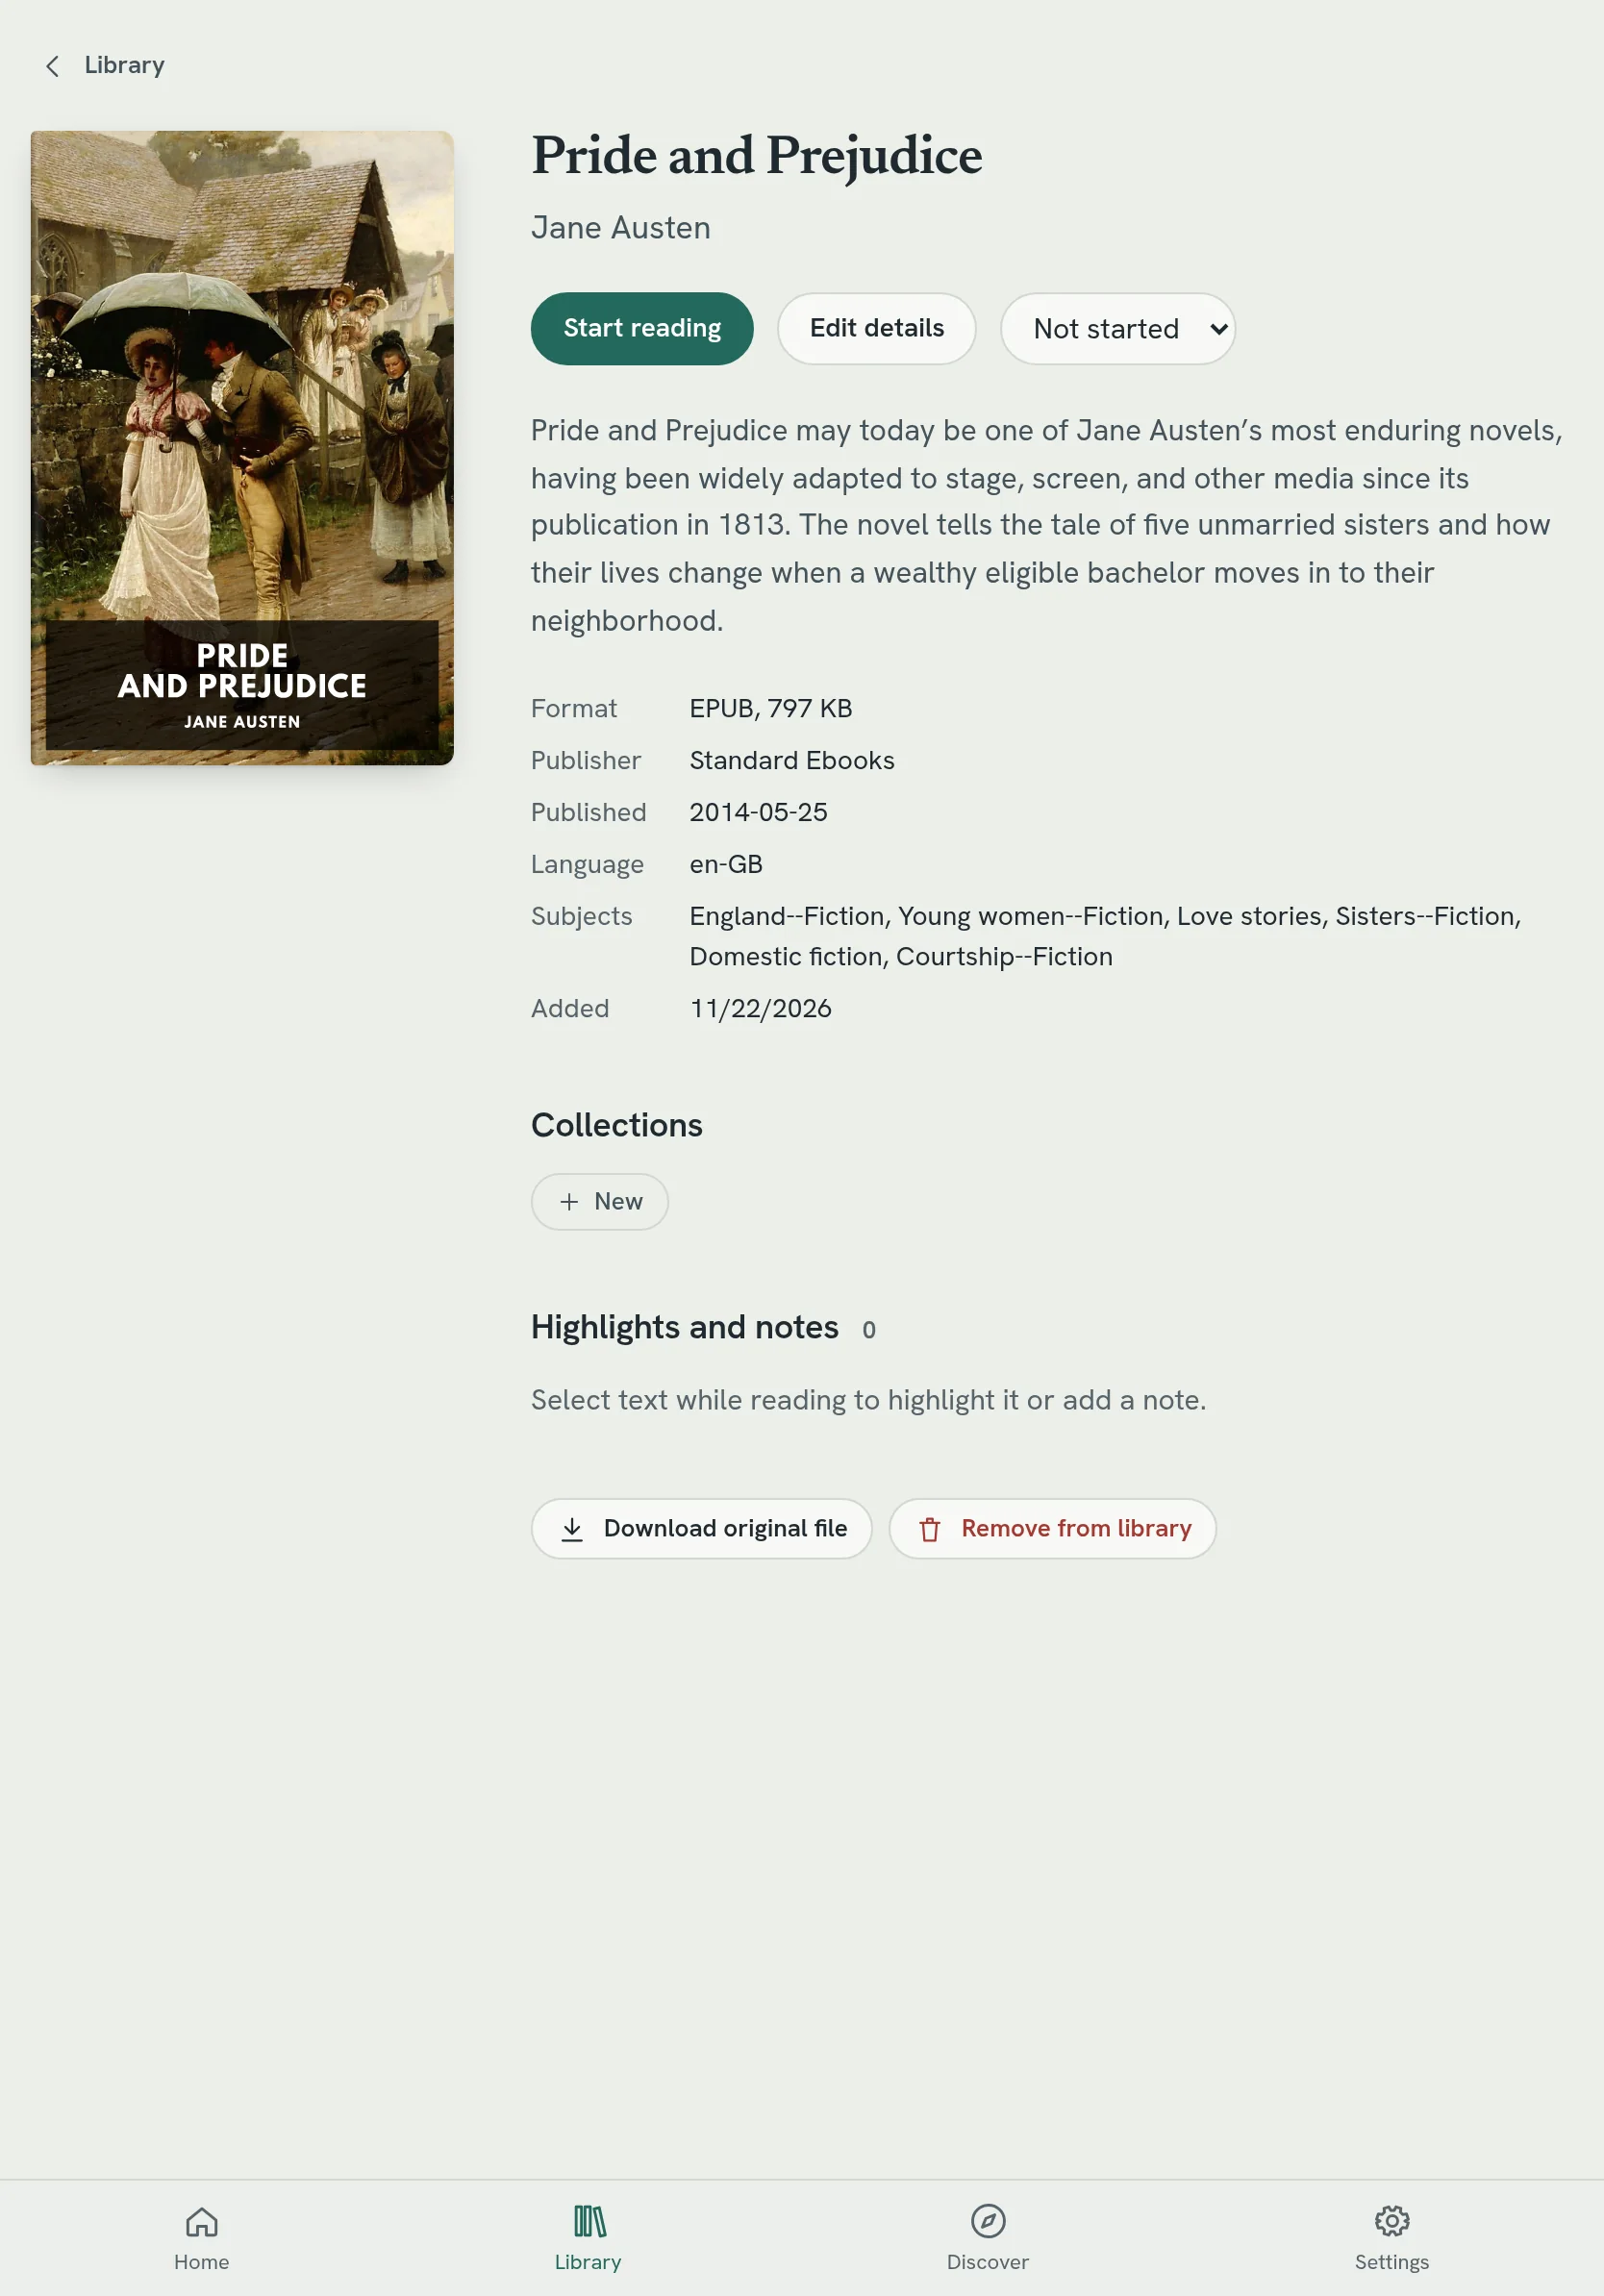 Library
PRIDE
AND PREJUDICE
JANE AUSTEN
Pride and Prejudice
Jane Austen
Start reading
Edit details
Not started
Pride and Prejudice may today be one of Jane Austen’s most enduring novels,
having been widely adapted to stage, screen, and other media since its
publication in 1813. The novel tells the tale of five unmarried sisters and how
their lives change when a wealthy eligible bachelor moves in to their
neighborhood.
Format EPUB, 797 KB
Publisher Standard Ebooks
Published 2014-05-25
Language en-GB
Subjects England--Fiction, Young women--Fiction, Love stories, Sisters--Fiction,
Domestic fiction, Courtship--Fiction
Added 11/22/2026
Collections
New
Highlights and notes 0
Select text while reading to highlight it or add a note.
Download original file
Remove from library
Home
Library
Discover
Settings